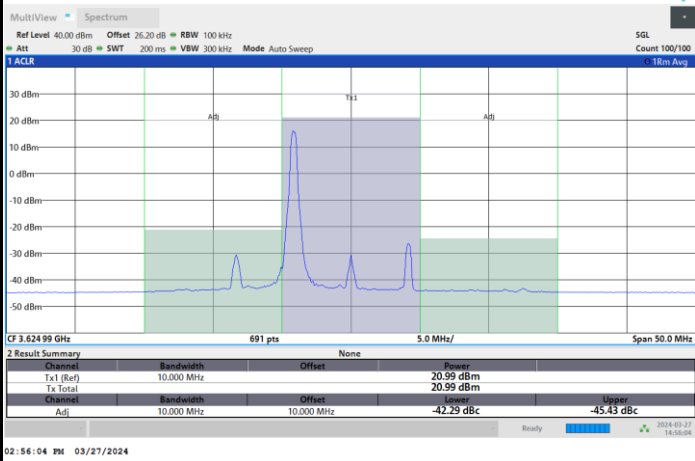 MultiView Spectrum
Ref Level 40.00 dBm Offset 26.20 dB RBW 100 kHz SGL
Att 30 dB SWT 200 ms VBW 300 kHz Mode Auto Sweep Count 100/100
1 ACLR 1Rm Avg
30 dBm
Tx1
20 dBm
Adj Adj
10 dBm
0 dBm
-10 dBm
-20 dBm
-30 dBm
-40 dBm
-50 dBm
CF 3.62499 GHz 691 pts 5.0 MHz/ Span 50.0 MHz
2 Result Summary None
Channel Bandwidth Offset Power
Tx1 (Ref) 10.000 MHz 20.99 dBm
Tx Total 20.99 dBm
Channel Bandwidth Offset Lower Upper
Adj 10.000 MHz 10.000 MHz -42.29 dBc -45.43 dBc
Ready 2024-03-27
14:56:04
02:56:04 PM 03/27/2024